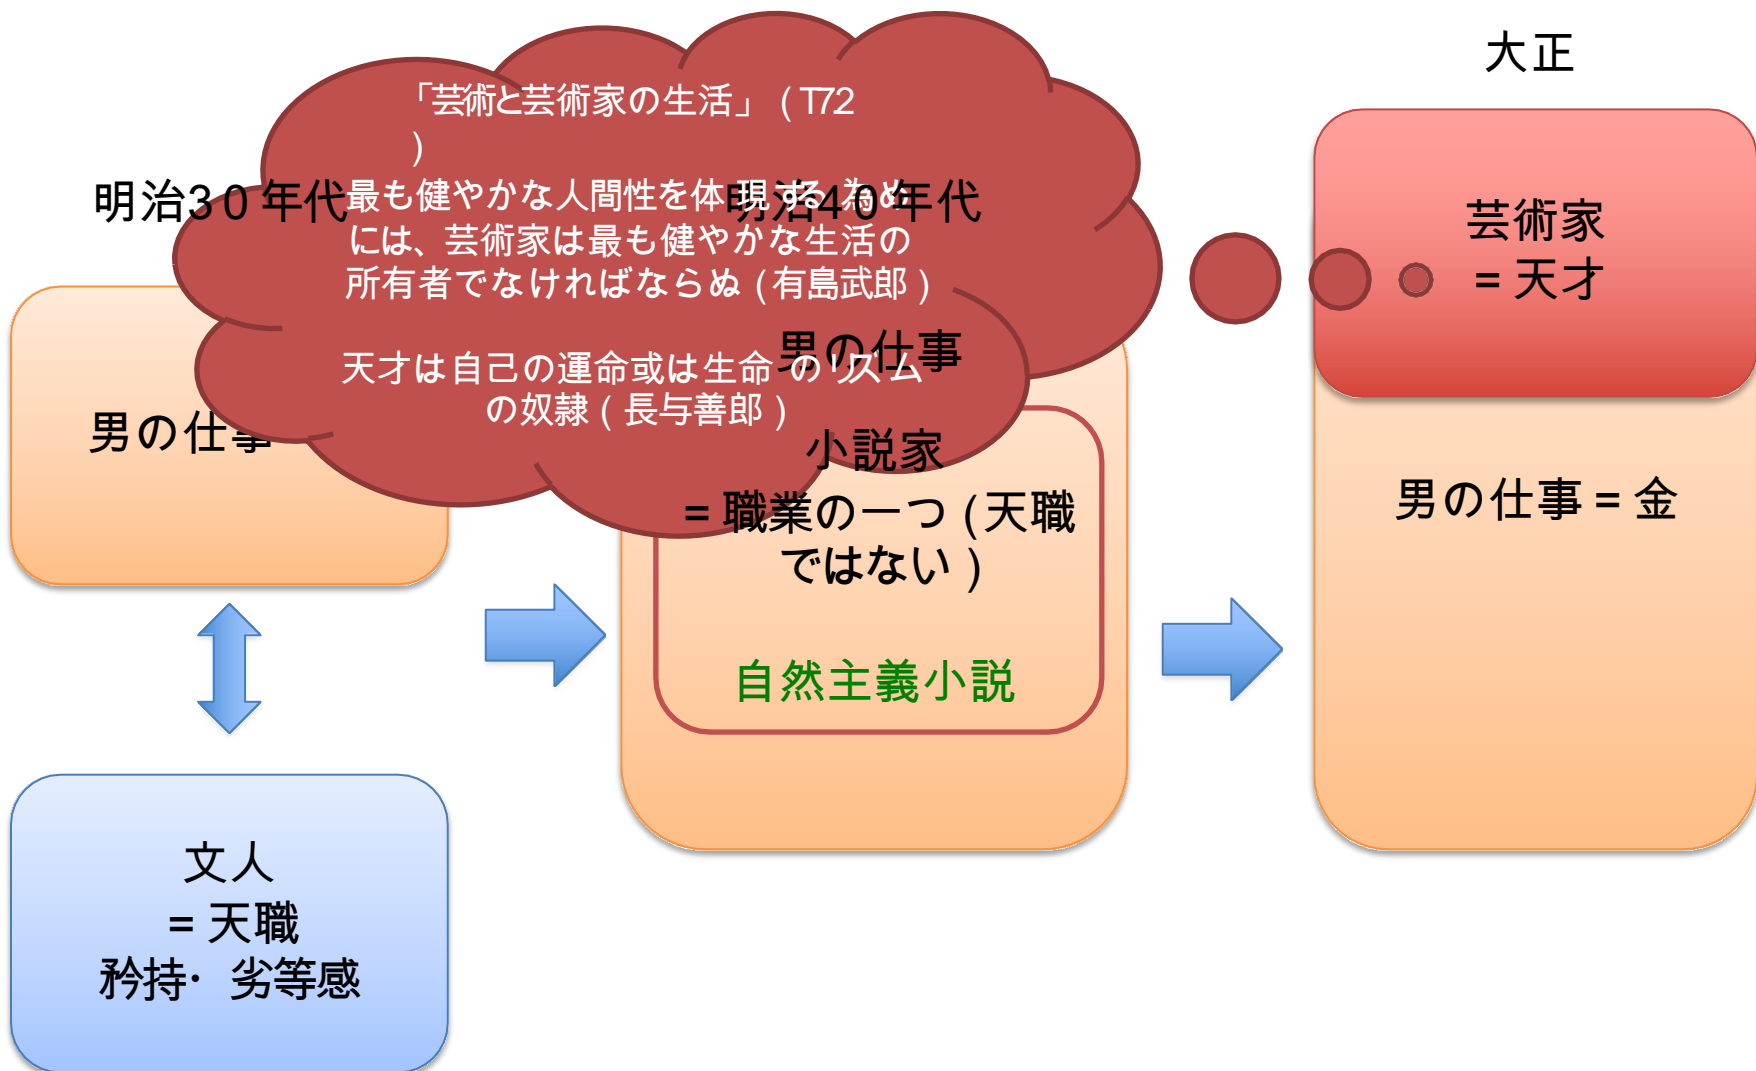 大正
「芸術と芸術家の生活」(T72
)
明治30年代
最も健やかな人間性を体現する為め
には、芸術家は最も健やかな生活の
所有者でなければならぬ(有島武郎)
天才は自己の運命或は生命のリズム
の奴隷(長与善郎)
男の仕事
文人
=天職
矜持・劣等感
明治40年代
男の仕事
小説家
=職業の一つ(天職
ではない)
自然主義小説
芸術家
=天才
男の仕事=金